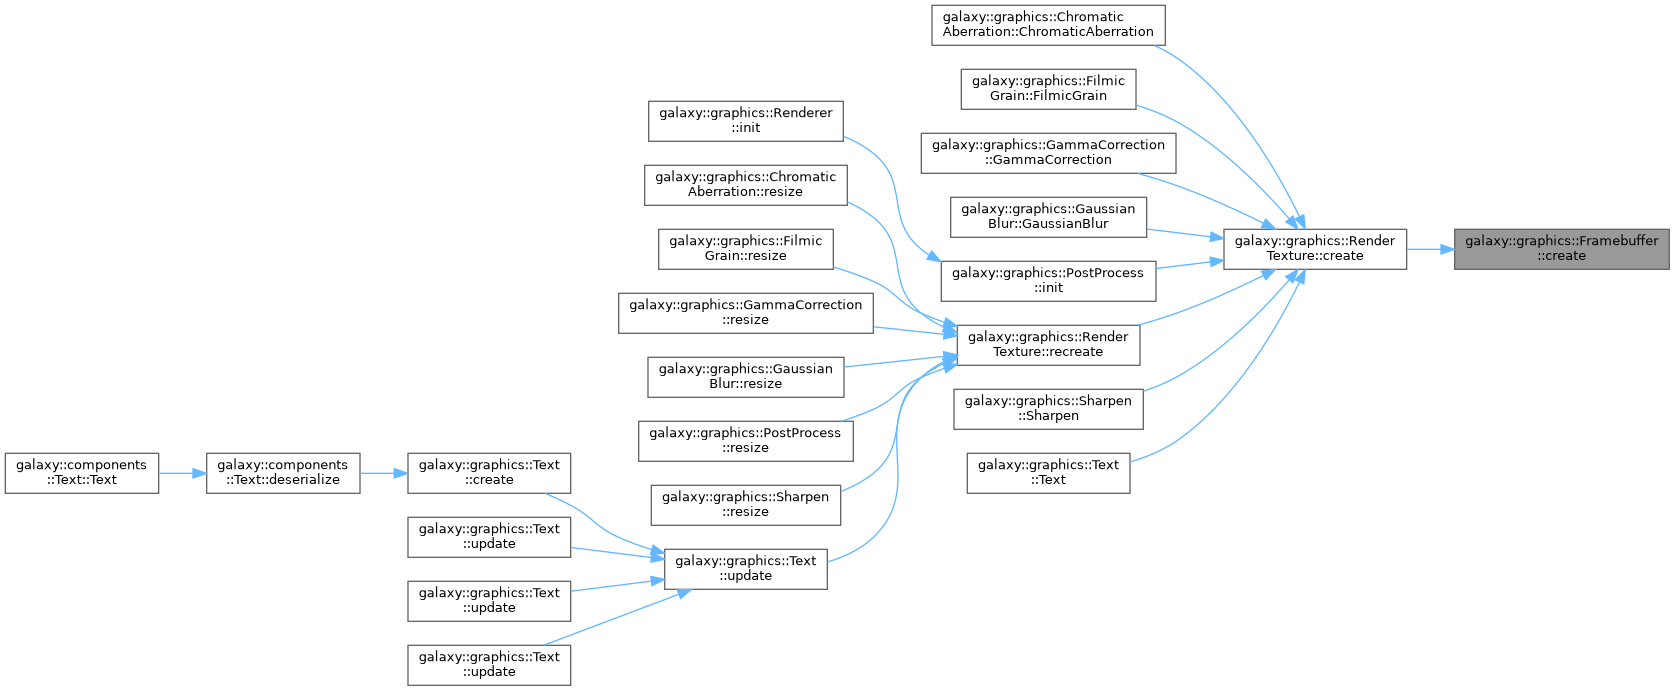 galaxy::graphics::Chromatic
Aberration::ChromaticAberration
galaxy::graphics::Filmic
Grain::FilmicGrain
galaxy::graphics::Renderer
::init
galaxy::graphics::GammaCorrection
::GammaCorrection
galaxy::graphics::Chromatic
Aberration::resize
galaxy::graphics::Gaussian
Blur::GaussianBlur
galaxy::graphics::Filmic
Grain::resize
galaxy::graphics::Render
Texture::create
galaxy::graphics::Framebuffer
::create
galaxy::graphics::PostProcess
::init
galaxy::graphics::GammaCorrection
::resize
galaxy::graphics::Render
Texture::recreate
galaxy::graphics::Gaussian
Blur::resize
galaxy::graphics::Sharpen
::Sharpen
galaxy::graphics::PostProcess
::resize
galaxy::components
::Text::Text
galaxy::components
::Text::deserialize
galaxy::graphics::Text
::create
galaxy::graphics::Text
::Text
galaxy::graphics::Sharpen
::resize
galaxy::graphics::Text
::update
galaxy::graphics::Text
::update
galaxy::graphics::Text
::update
galaxy::graphics::Text
::update